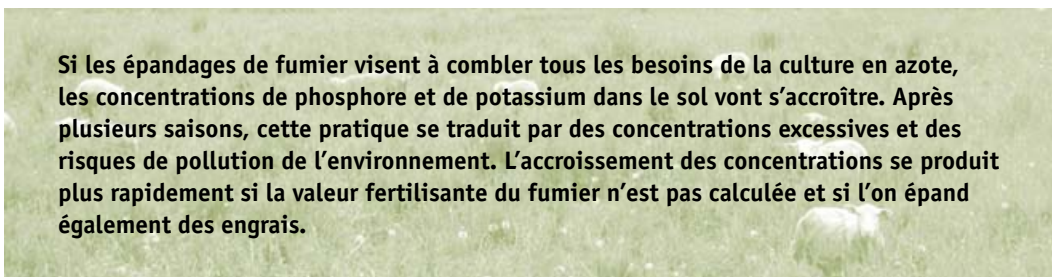 Si les épandages de fumier visent à combler tous les besoins de la culture en azote,
les concentrations de phosphore et de potassium dans le sol vont s’accroître. Après
plusieurs saisons, cette pratique se traduit par des concentrations excessives et des
risques de pollution de l’environnement. L’accroissement des concentrations se produit
plus rapidement si la valeur fertilisante du fumier n’est pas calculée et si l’on épand
également des engrais.